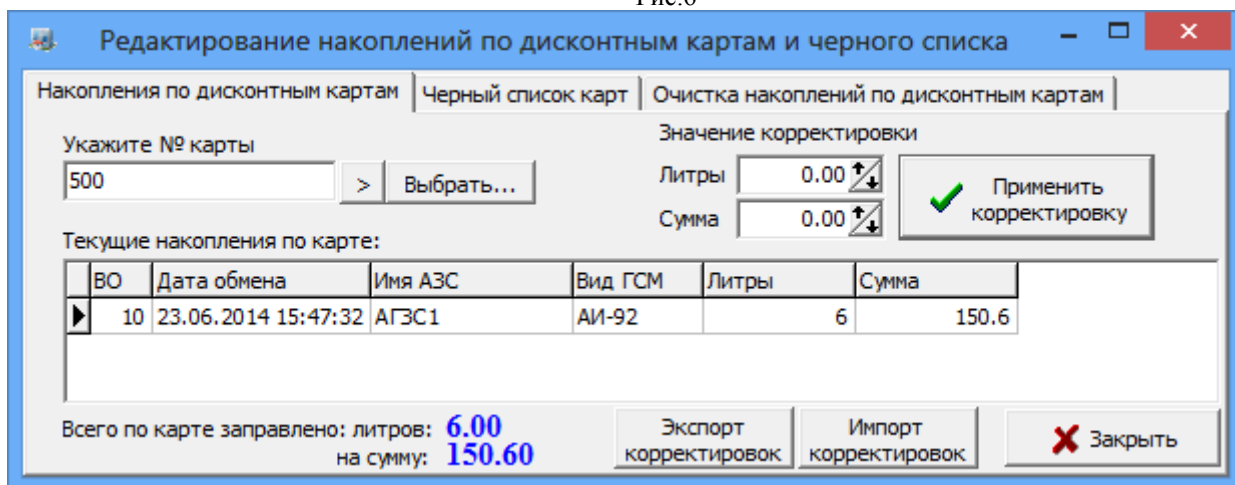 Рис.6
Редактирование накоплений по дисконтным картам и черного списка
Накопления по дисконтным картам Черный список карт Очистка накоплений по дисконтным картам
Укажите № карты
500 > Выбрать...
Значение корректировки
Литры 0.00
Сумма 0.00
Применить
корректировку
Текущие накопления по карте:
ВО Дата обмена Имя АЗС Вид ГСМ Литры Сумма
10 23.06.2014 15:47:32 АГЗС1 АИ-92 6 150.6
Всего по карте заправлено: литров: 6.00
на сумму: 150.60
Экспорт
корректировок
Импорт
корректировок
Закрыть